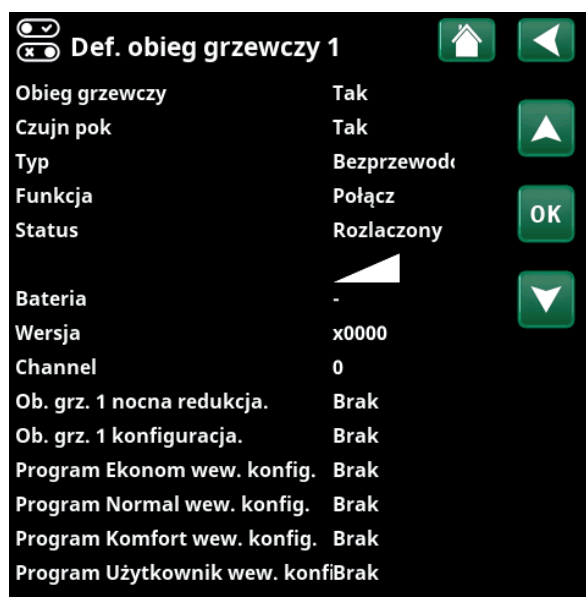 Def. obieg grzewczy 1
Obieg grzewczy Tak
Czujn pok Tak
Typ Bezprzewodo
Funkcja Połącz
OK
Status Rozlaczony
Bateria -
Wersja x0000
Channel 0
Ob. grz. 1 nocna redukcja. Brak
Ob. grz. 1 konfiguracja. Brak
Program Ekonom wew. konfig. Brak
Program Normal wew. konfig. Brak
Program Komfort wew. konfig. Brak
Program Użytkownik wew. konfiBrak